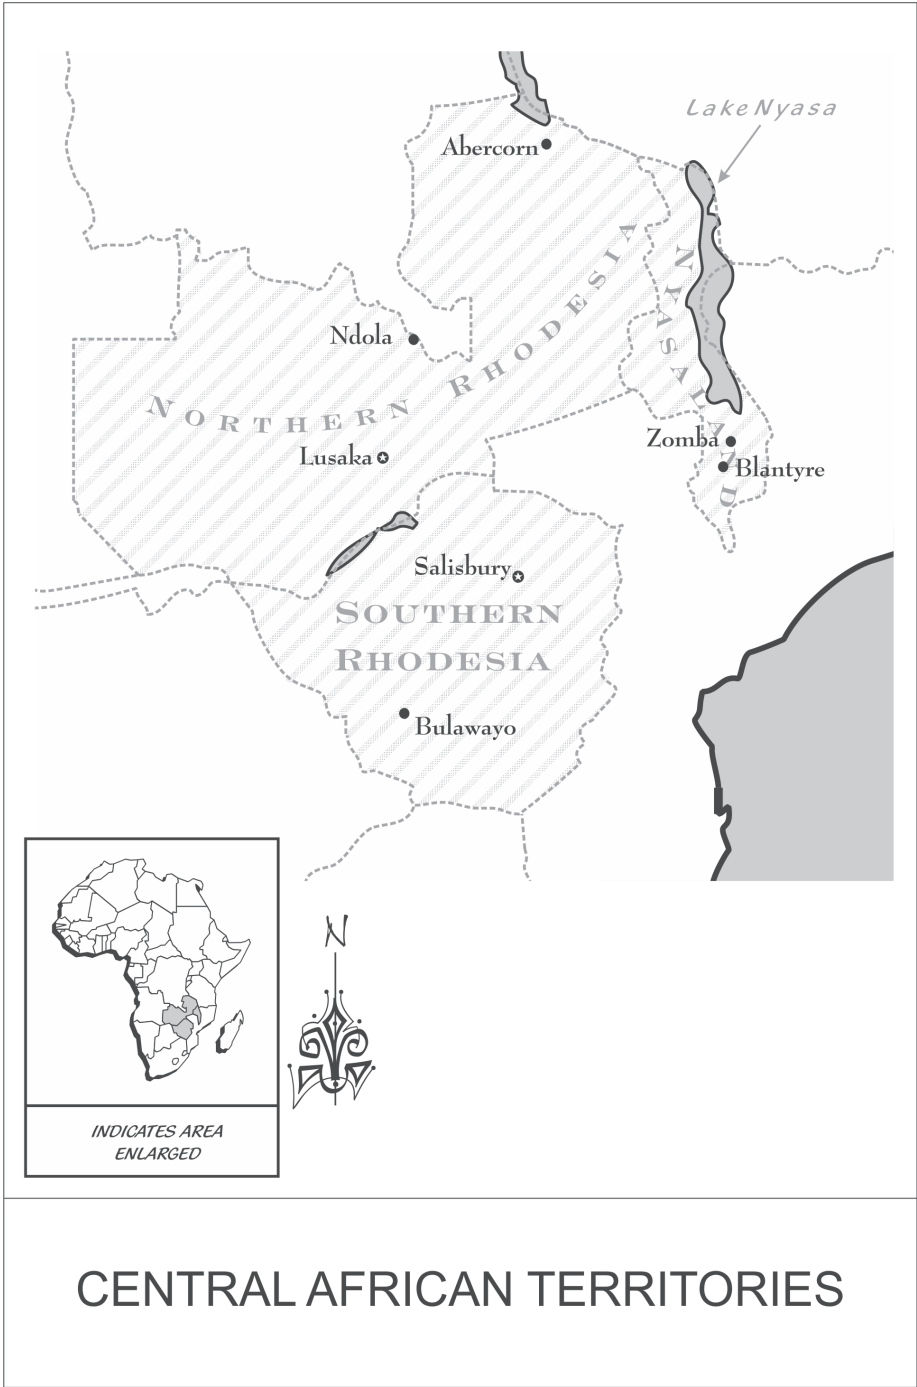 Lake Nyasa
Abercorn
NYASALAND
Ndola
NORTHERN RHODESIA
Zomba
Lusaka
Blantyre
Salisbury
SOUTHERN
RHODESIA
Bulawayo
N
INDICATES AREA
ENLARGED
CENTRAL AFRICAN TERRITORIES